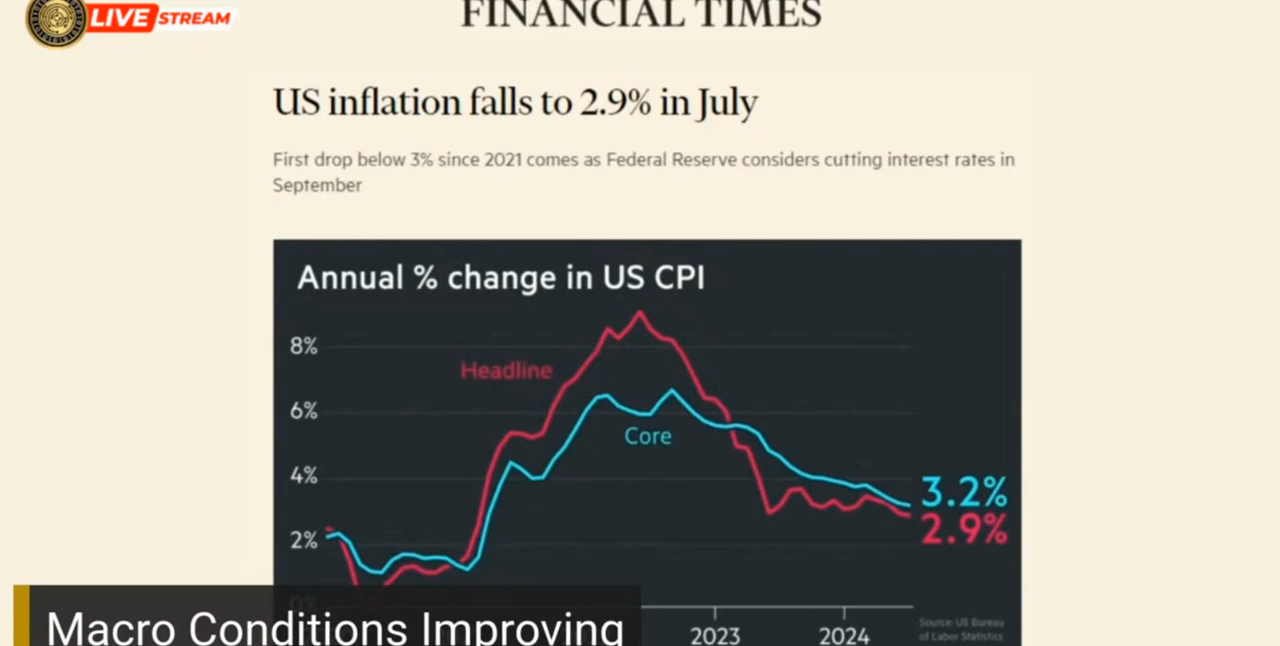 LIVE STREAM
FINANCIAL TIMES
US inflation falls to 2.9% in July
First drop below 3% since 2021 comes as Federal Reserve considers cutting interest rates in
September
Annual % change in US CPI
8%
Headline
6%
Core
4%
3.2%
2.9%
2%
0%
Macro Conditions Improving
2023
2024
Source: US Bureau
of Labor Statistics